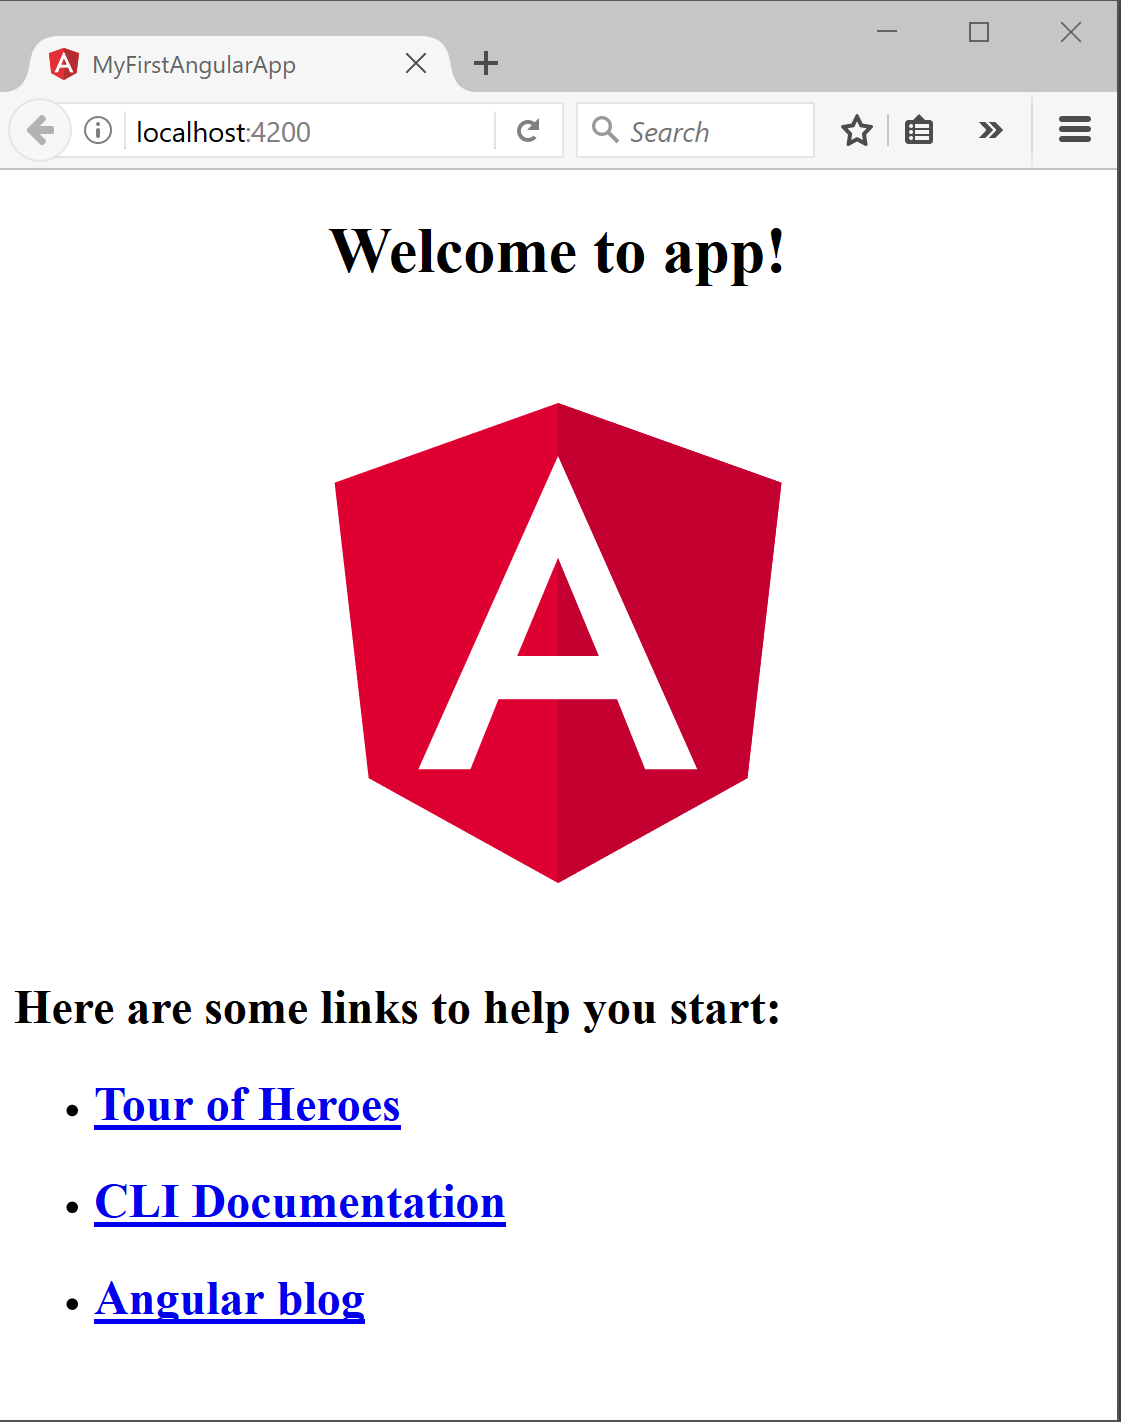 MyFirstAngularApp
localhost:4200
Search
Welcome to app!
Here are some links to help you start:
Tour of Heroes
CLI Documentation
Angular blog